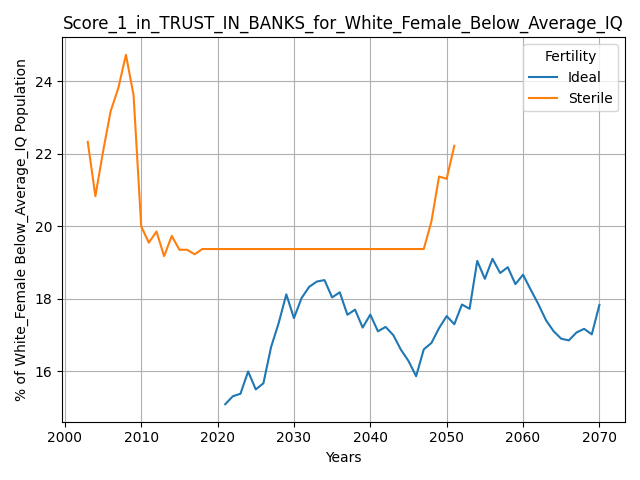 Score_1_in_TRUST_IN_BANKS_for_White_Female_Below_Average_IQ
% of White_Female Below_Average_IQ Population
24
22
20
18
16
Fertility
Ideal
Sterile
2000 2010 2020 2030 2040 2050 2060 2070
Years